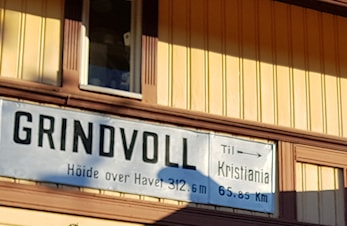 GRINDVOLL
Höide over Havet 312.6 m
Til →
Kristiania
65.85 Km